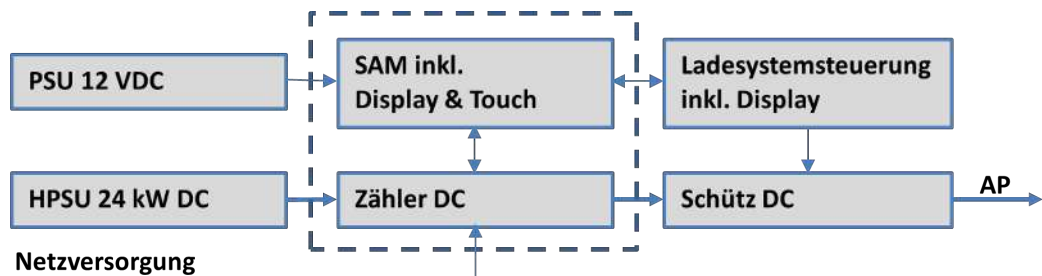 PSU 12 VDC
SAM inkl.
Display & Touch
Ladesystemsteuerung
inkl. Display
HPSU 24 kW DC
Zähler DC
Schütz DC
AP
Netzversorgung